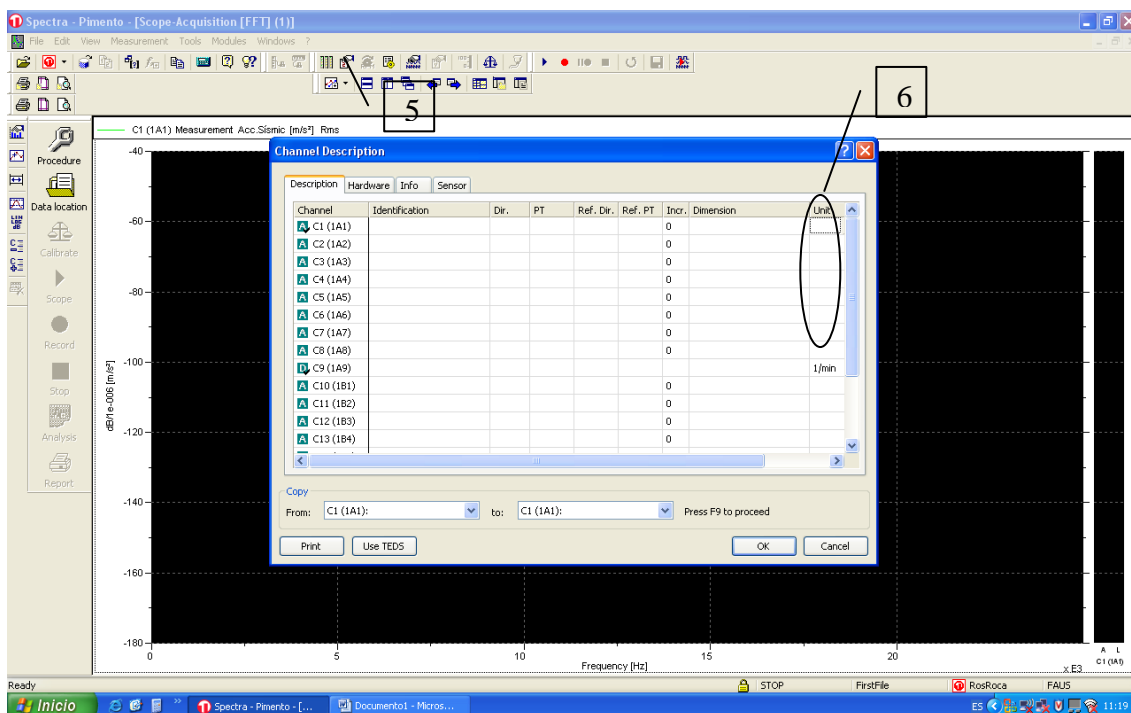 Spectra - Pimento - [Scope-Acquisition [FFT] (1)]
File Edit View Measurement Tools Modules Windows ?
5
6
C1 (1A1) Measurement Acc.Sísmic [m/s²] Rms
Procedure
Data location
Calibrate
Scope
Record
Stop
Analysis
Report
Channel Description
Description Hardware Info Sensor
Channel Identification Dir. PT Ref. Dir. Ref. PT Incr. Dimension Unit
A C1 (1A1) 0
A C2 (1A2) 0
A C3 (1A3) 0
A C4 (1A4) 0
A C5 (1A5) 0
A C6 (1A6) 0
A C7 (1A7) 0
A C8 (1A8) 0
D C9 (1A9) 1/min
A C10 (1B1) 0
A C11 (1B2) 0
A C12 (1B3) 0
A C13 (1B4) 0
Copy
From: C1 (1A1): to: C1 (1A1): Press F9 to proceed
Print Use TEDS OK Cancel
dB/1e-006 [m/s²]
-40
-60
-80
-100
-120
-140
-160
-180
0 5 10 15 20
Frequency [Hz]
x E3
A L
C1 (1A1)
Ready STOP FirstFile RosRoca FAUS
Inicio Spectra - Pimento - [... Documento1 - Micros... ES 11:19